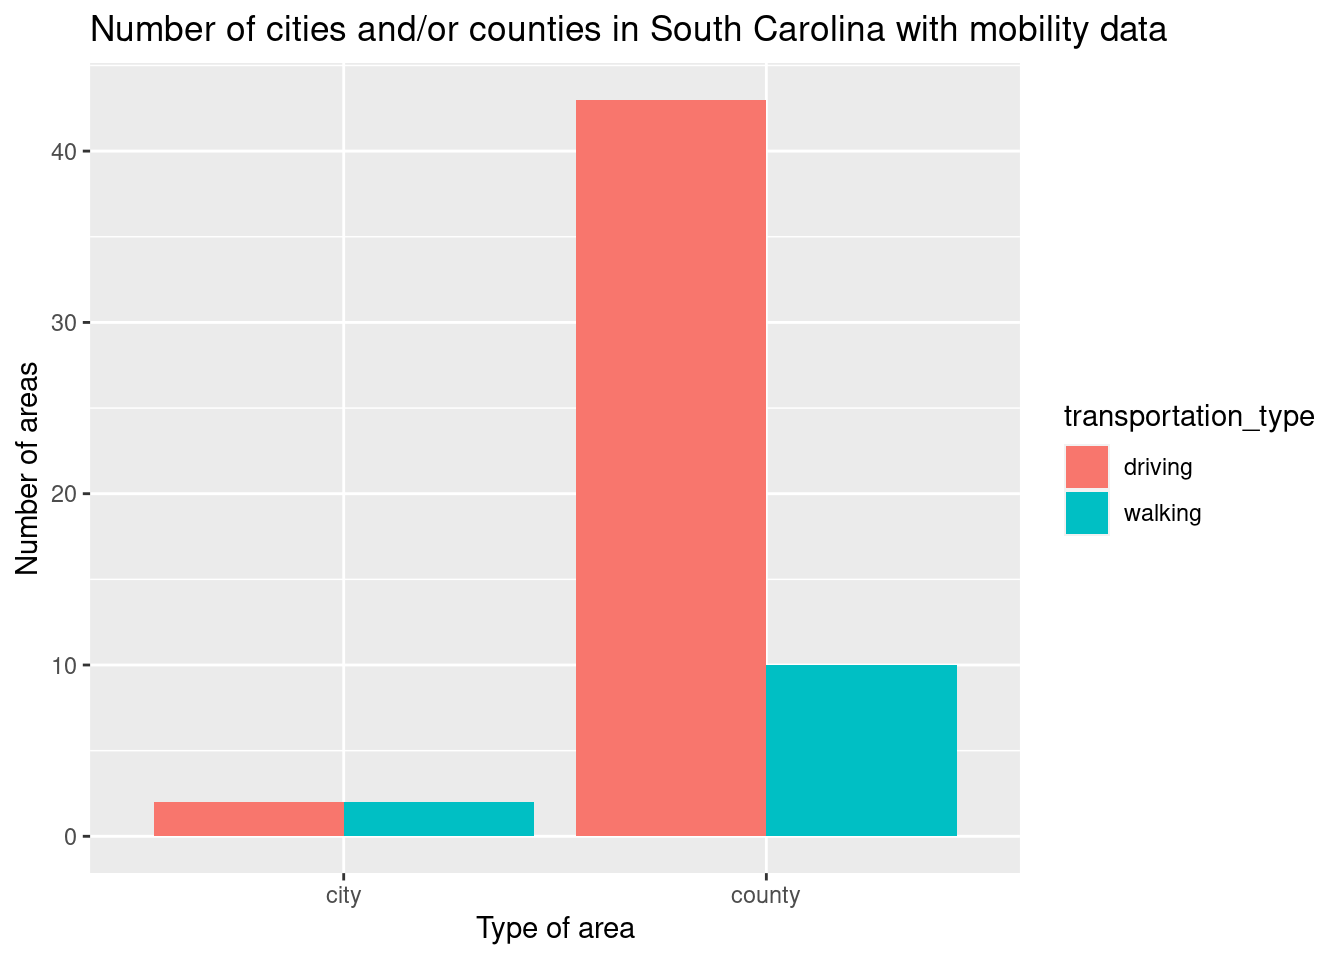 Number of cities and/or counties in South Carolina with mobility data
Number of areas
40
30
20
10
0
city
county
Type of area
transportation_type
driving
walking